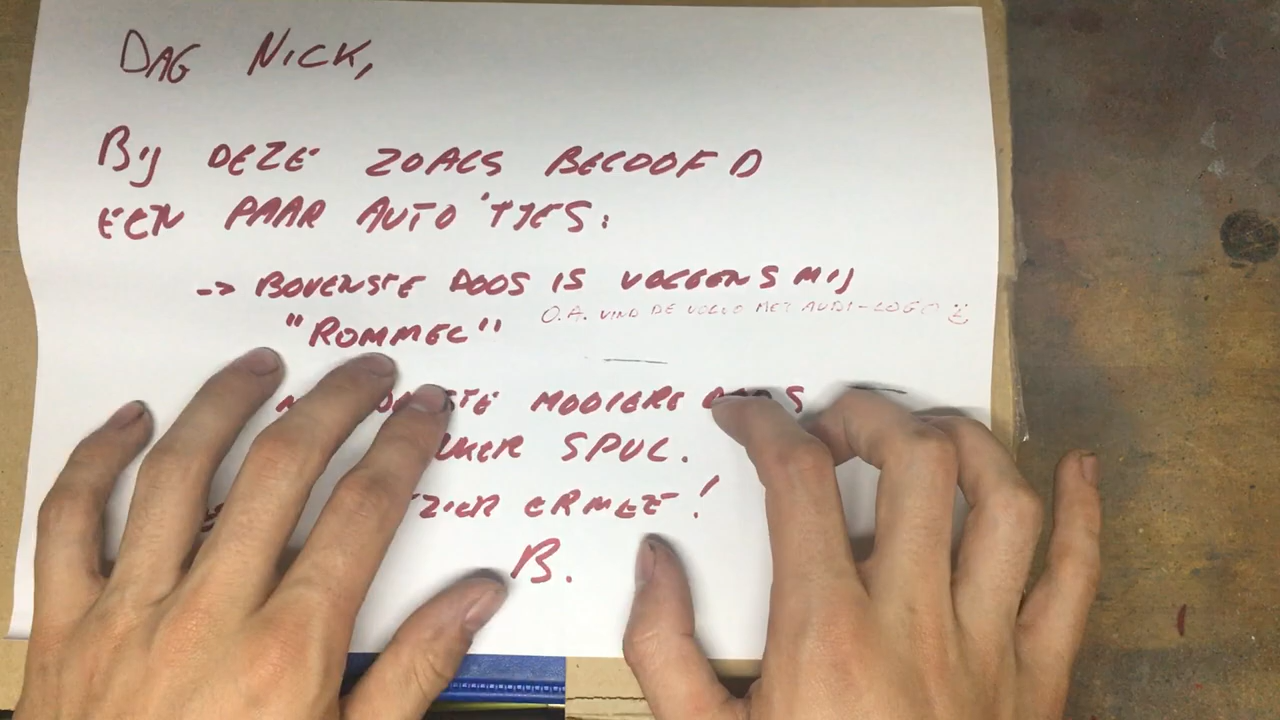 DAG NICK,
BIJ DEZE ZOALS BELOOFD
EEN PAAR AUTO'TJES:
-> BOVENSTE DOOS IS VOLGENS MIJ
"ROMMEL"
O.A. VIND DE VOLVO MET AUDI-LOGO :)
MOOIERE DOOS
SPUL.
ERMEE!
B.